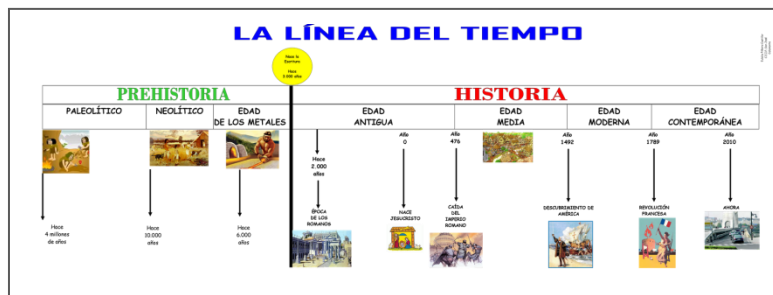 LA LÍNEA DEL TIEMPO
Nace la
Escritura
Hace
5.000 años
PREHISTORIA
HISTORIA
PALEOLÍTICO
NEOLÍTICO
EDAD
DE LOS METALES
EDAD
ANTIGUA
EDAD
MEDIA
EDAD
MODERNA
EDAD
CONTEMPORÁNEA
Hace
2.000
años
Año
0
Año
476
Año
1492
Año
1789
Año
2010
Hace
4 millones
de años
Hace
10.000
años
Hace
6.000
años
ÉPOCA
DE LOS
ROMANOS
NACE
JESUCRISTO
CAÍDA
DEL
IMPERIO
ROMANO
DESCUBRIMIENTO DE
AMÉRICA
REVOLUCIÓN
FRANCESA
AHORA